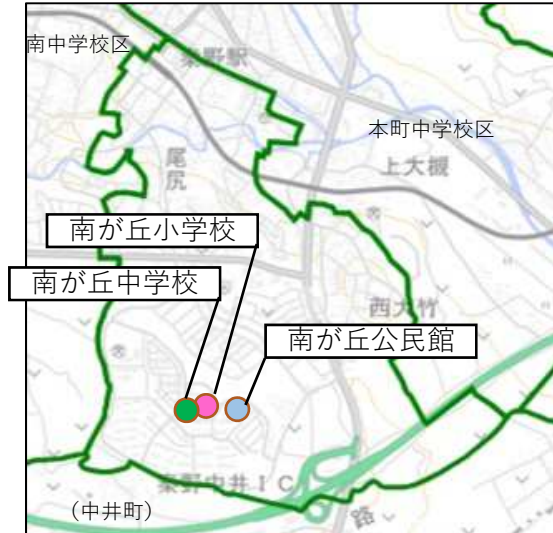 南中学校区
秦野駅
本町中学校区
尾尻
上大槻
南が丘小学校
南が丘中学校
西大竹
南が丘公民館
秦野中井IC
(中井町)
路